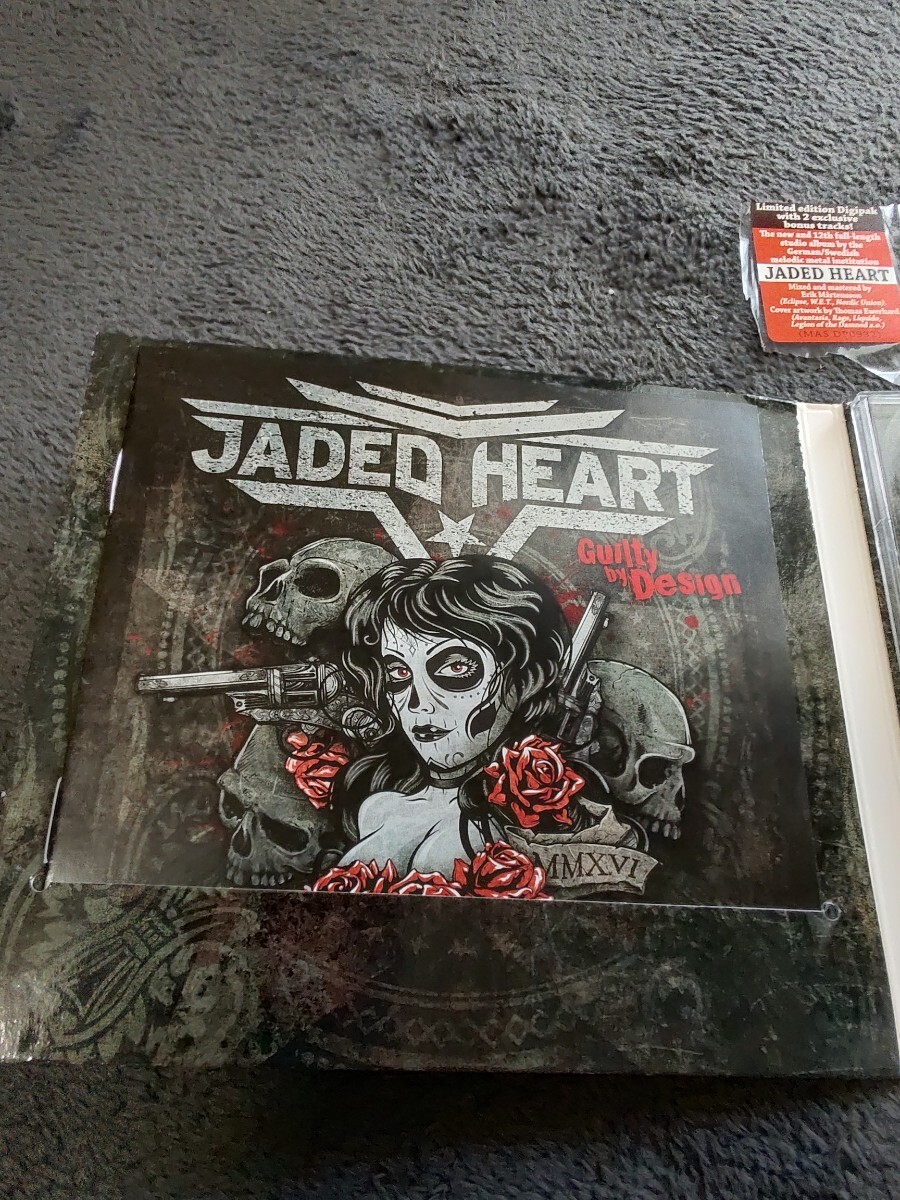 Limited edition Digipak
with 2 exclusive
bonus tracks!
The new and 12th full-length
studio album by the
German/Swedish
melodic metal institution
JADED HEART
Mixed and mastered by
Erik Mårtensson
(Eclipse, W.E.T., Nordic Union).
Cover artwork by Thomas Ewerhard
(Avantasia, Rage, Liquido,
Legion of the Damned a.o.)
JADED HEART
Guilty
by Design
MMXVI